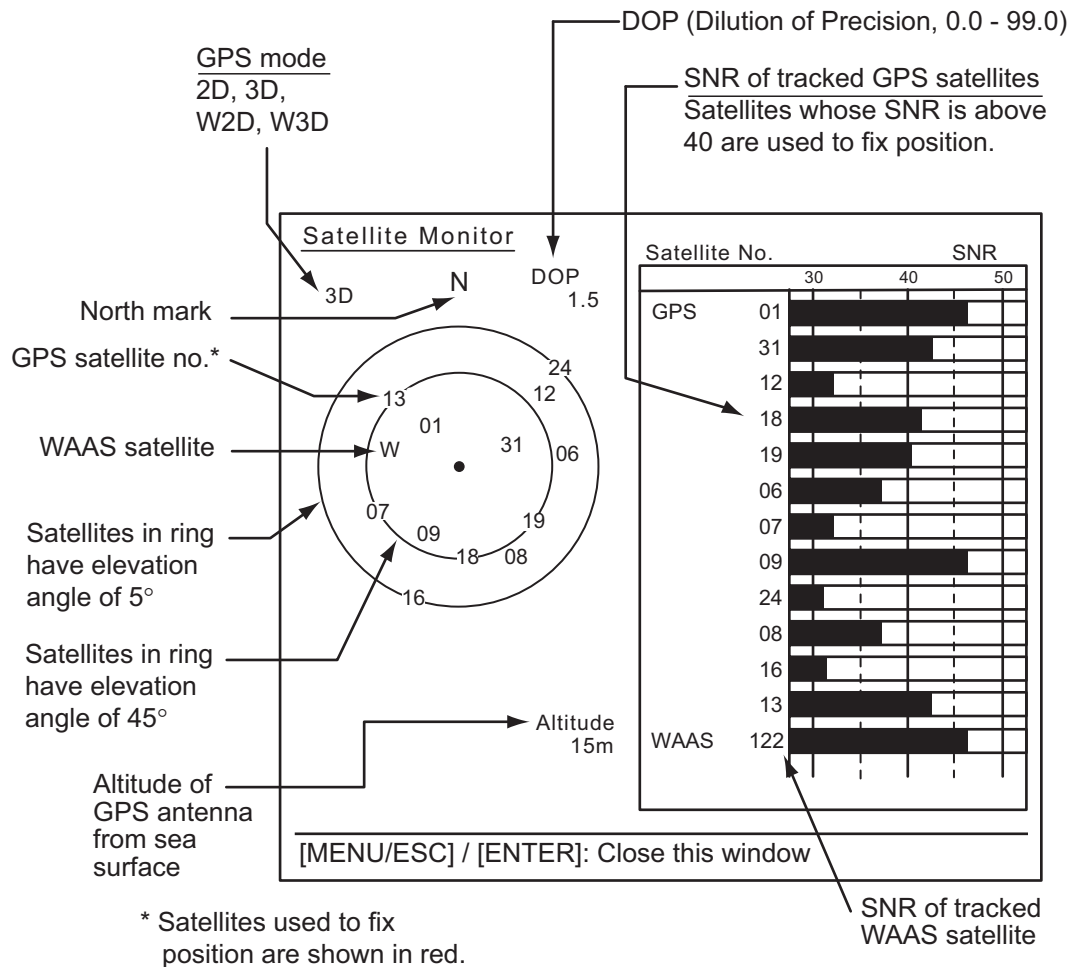 DOP (Dilution of Precision, 0.0 - 99.0)
GPS mode
2D, 3D,
W2D, W3D
SNR of tracked GPS satellites
Satellites whose SNR is above
40 are used to fix position.
Satellite Monitor
3D
N
DOP
1.5
North mark
GPS satellite no.*
WAAS satellite
Satellites in ring
have elevation
angle of 5°
Satellites in ring
have elevation
angle of 45°
Altitude of
GPS antenna
from sea
surface
24
13
12
01
31
W
06
07
19
09
18
08
16
Altitude
15m
Satellite No. SNR
30 40 50
GPS 01
31
12
18
19
06
07
09
24
08
16
13
WAAS 122
[MENU/ESC] / [ENTER]: Close this window
SNR of tracked
WAAS satellite
* Satellites used to fix
position are shown in red.